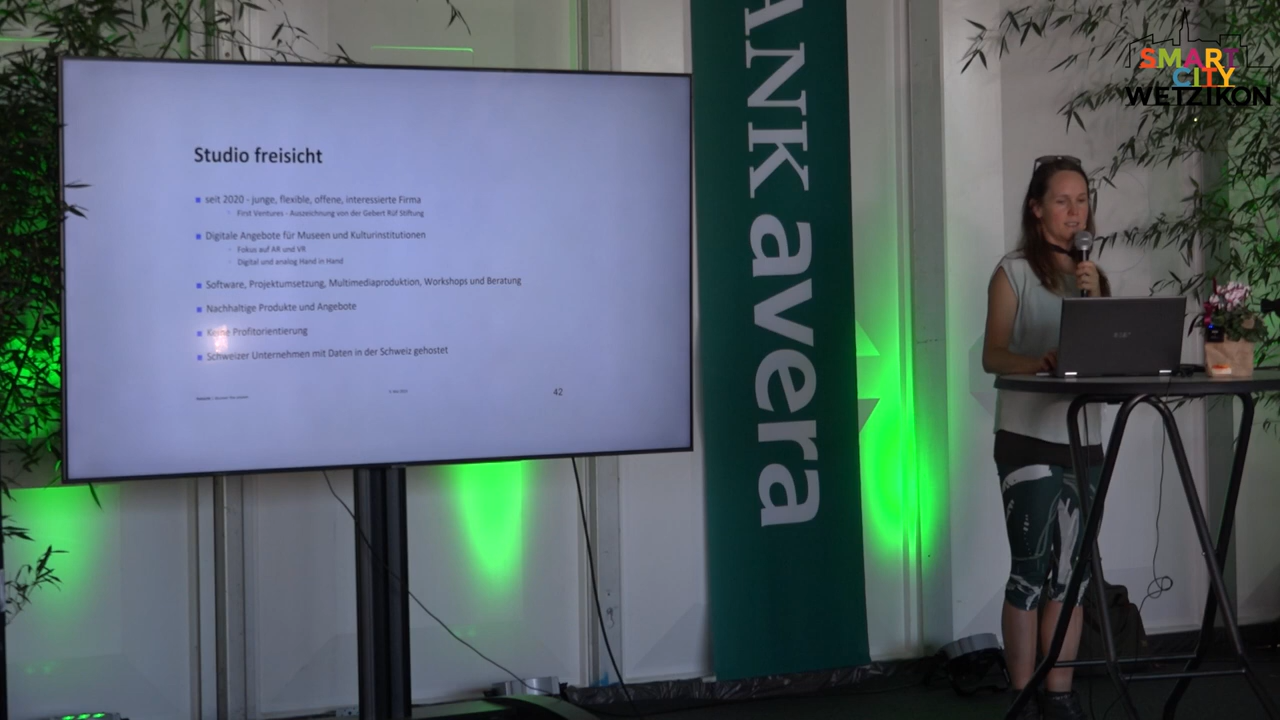 Studio freisicht
seit 2020 - junge, flexible, offene, interessierte Firma
First Ventures - Auszeichnung von der Gebert Rüf Stiftung
Digitale Angebote für Museen und Kulturinstitutionen
Fokus auf AR und VR
Digital und analog Hand in Hand
Software, Projektumsetzung, Multimediaproduktion, Workshops und Beratung
Nachhaltige Produkte und Angebote
Keine Profitorientierung
Schweizer Unternehmen mit Daten in der Schweiz gehostet
42
ANK avera
SMART
CITY
WETZIKON